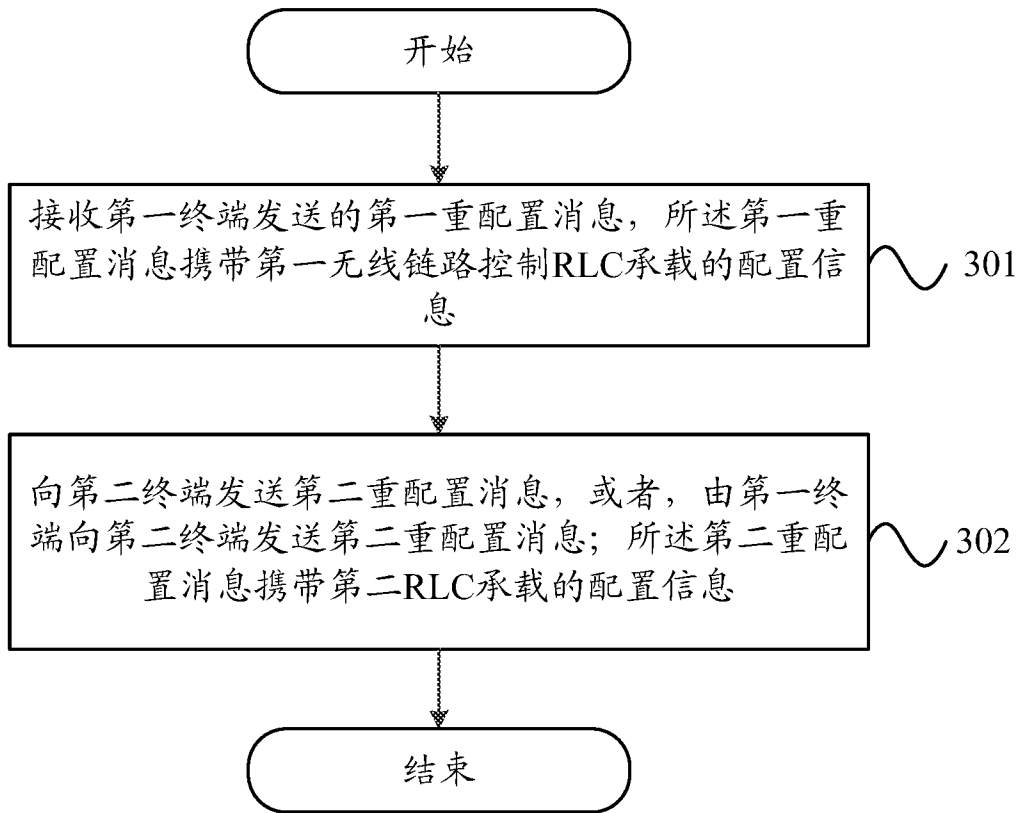 开始
接收第一终端发送的第一重配置消息，所述第一重
配置消息携带第一无线链路控制RLC承载的配置信
息
301
向第二终端发送第二重配置消息，或者，由第一终
端向第二终端发送第二重配置消息；所述第二重配
置消息携带第二RLC承载的配置信息
302
结束